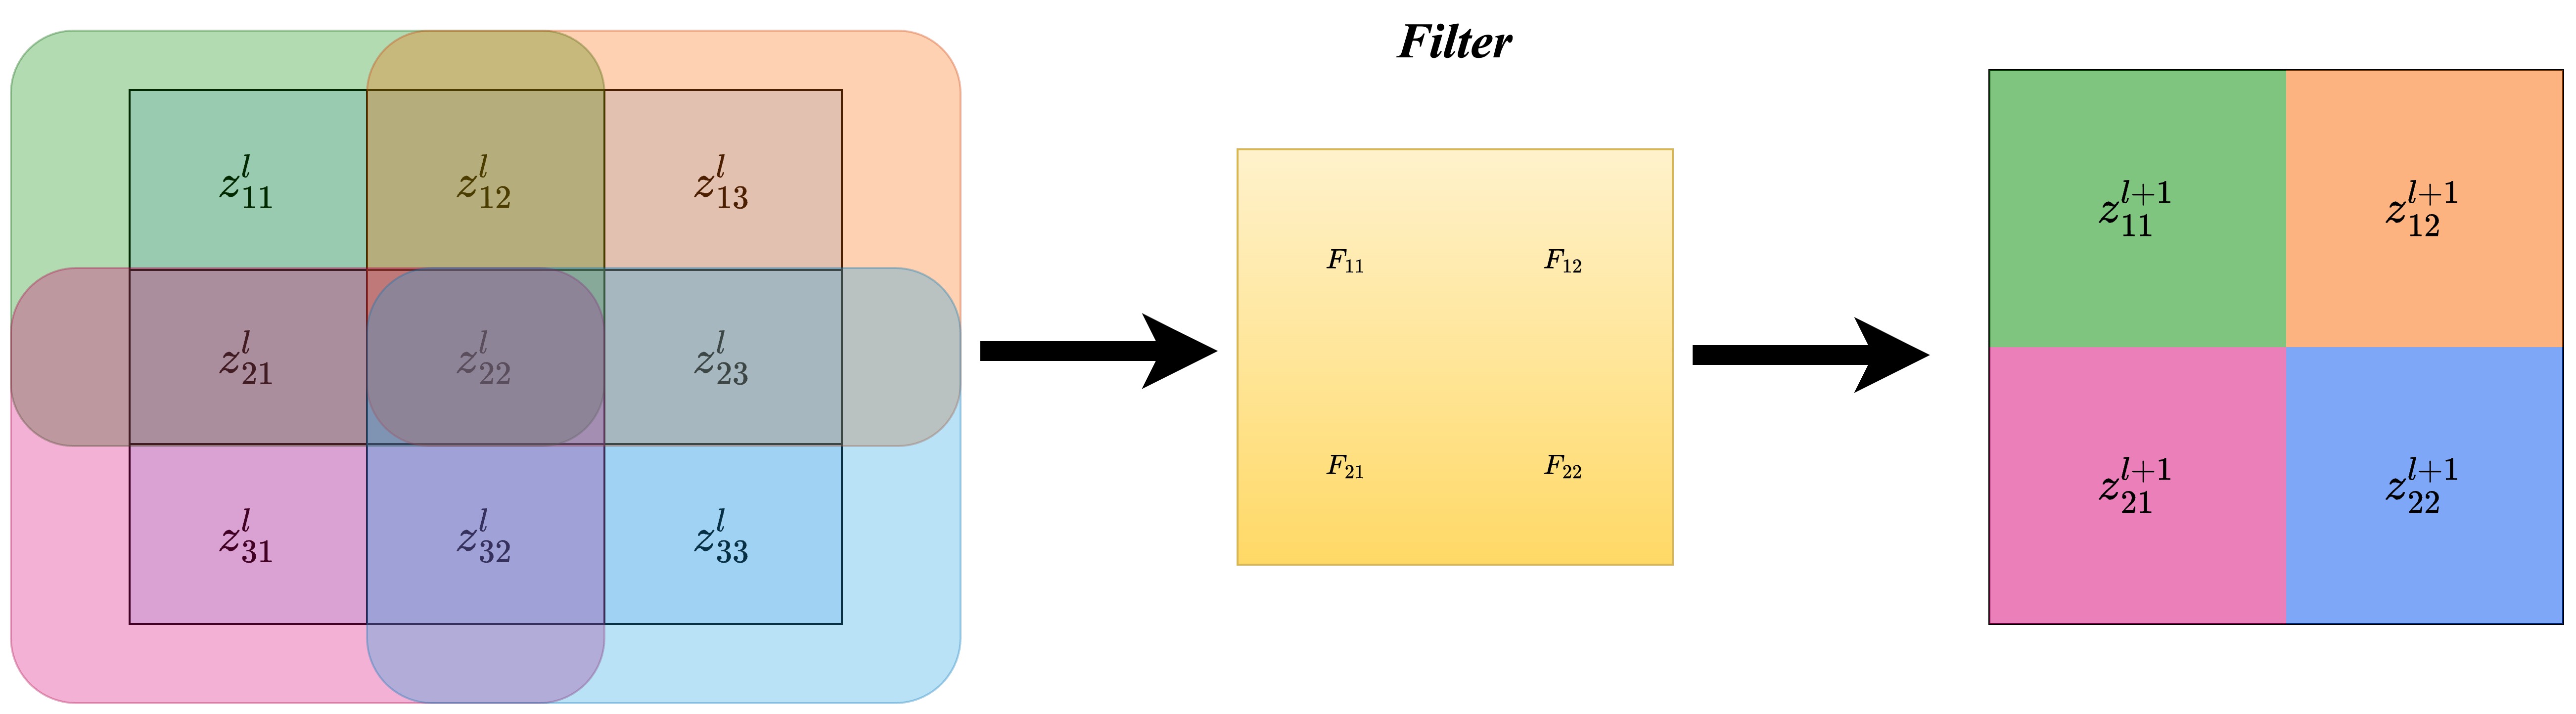 Filter
z^l_{11} z^l_{12} z^l_{13}
z^l_{21} z^l_{22} z^l_{23}
z^l_{31} z^l_{32} z^l_{33}
F_{11} F_{12}
F_{21} F_{22}
z^{l+1}_{11} z^{l+1}_{12}
z^{l+1}_{21} z^{l+1}_{22}